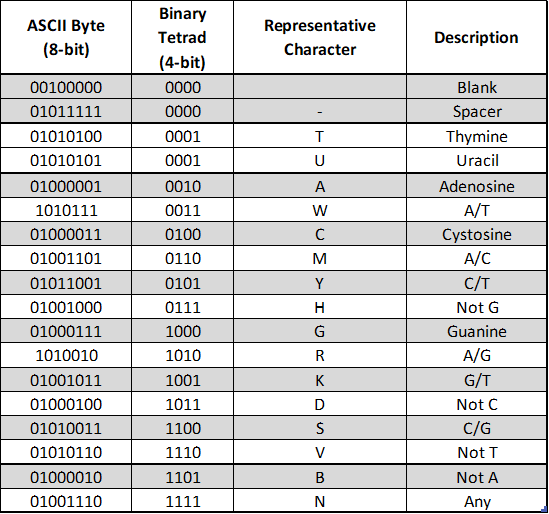 ASCII Byte (8-bit) Binary Tetrad (4-bit) Representative Character Description
00100000 0000 Blank
01011111 0000 - Spacer
01010100 0001 T Thymine
01010101 0001 U Uracil
01000001 0010 A Adenosine
1010111 0011 W A/T
01000011 0100 C Cystosine
01001101 0110 M A/C
01011001 0101 Y C/T
01001000 0111 H Not G
01000111 1000 G Guanine
1010010 1010 R A/G
01001011 1001 K G/T
01000100 1011 D Not C
01010011 1100 S C/G
01010110 1110 V Not T
01000010 1101 B Not A
01001110 1111 N Any